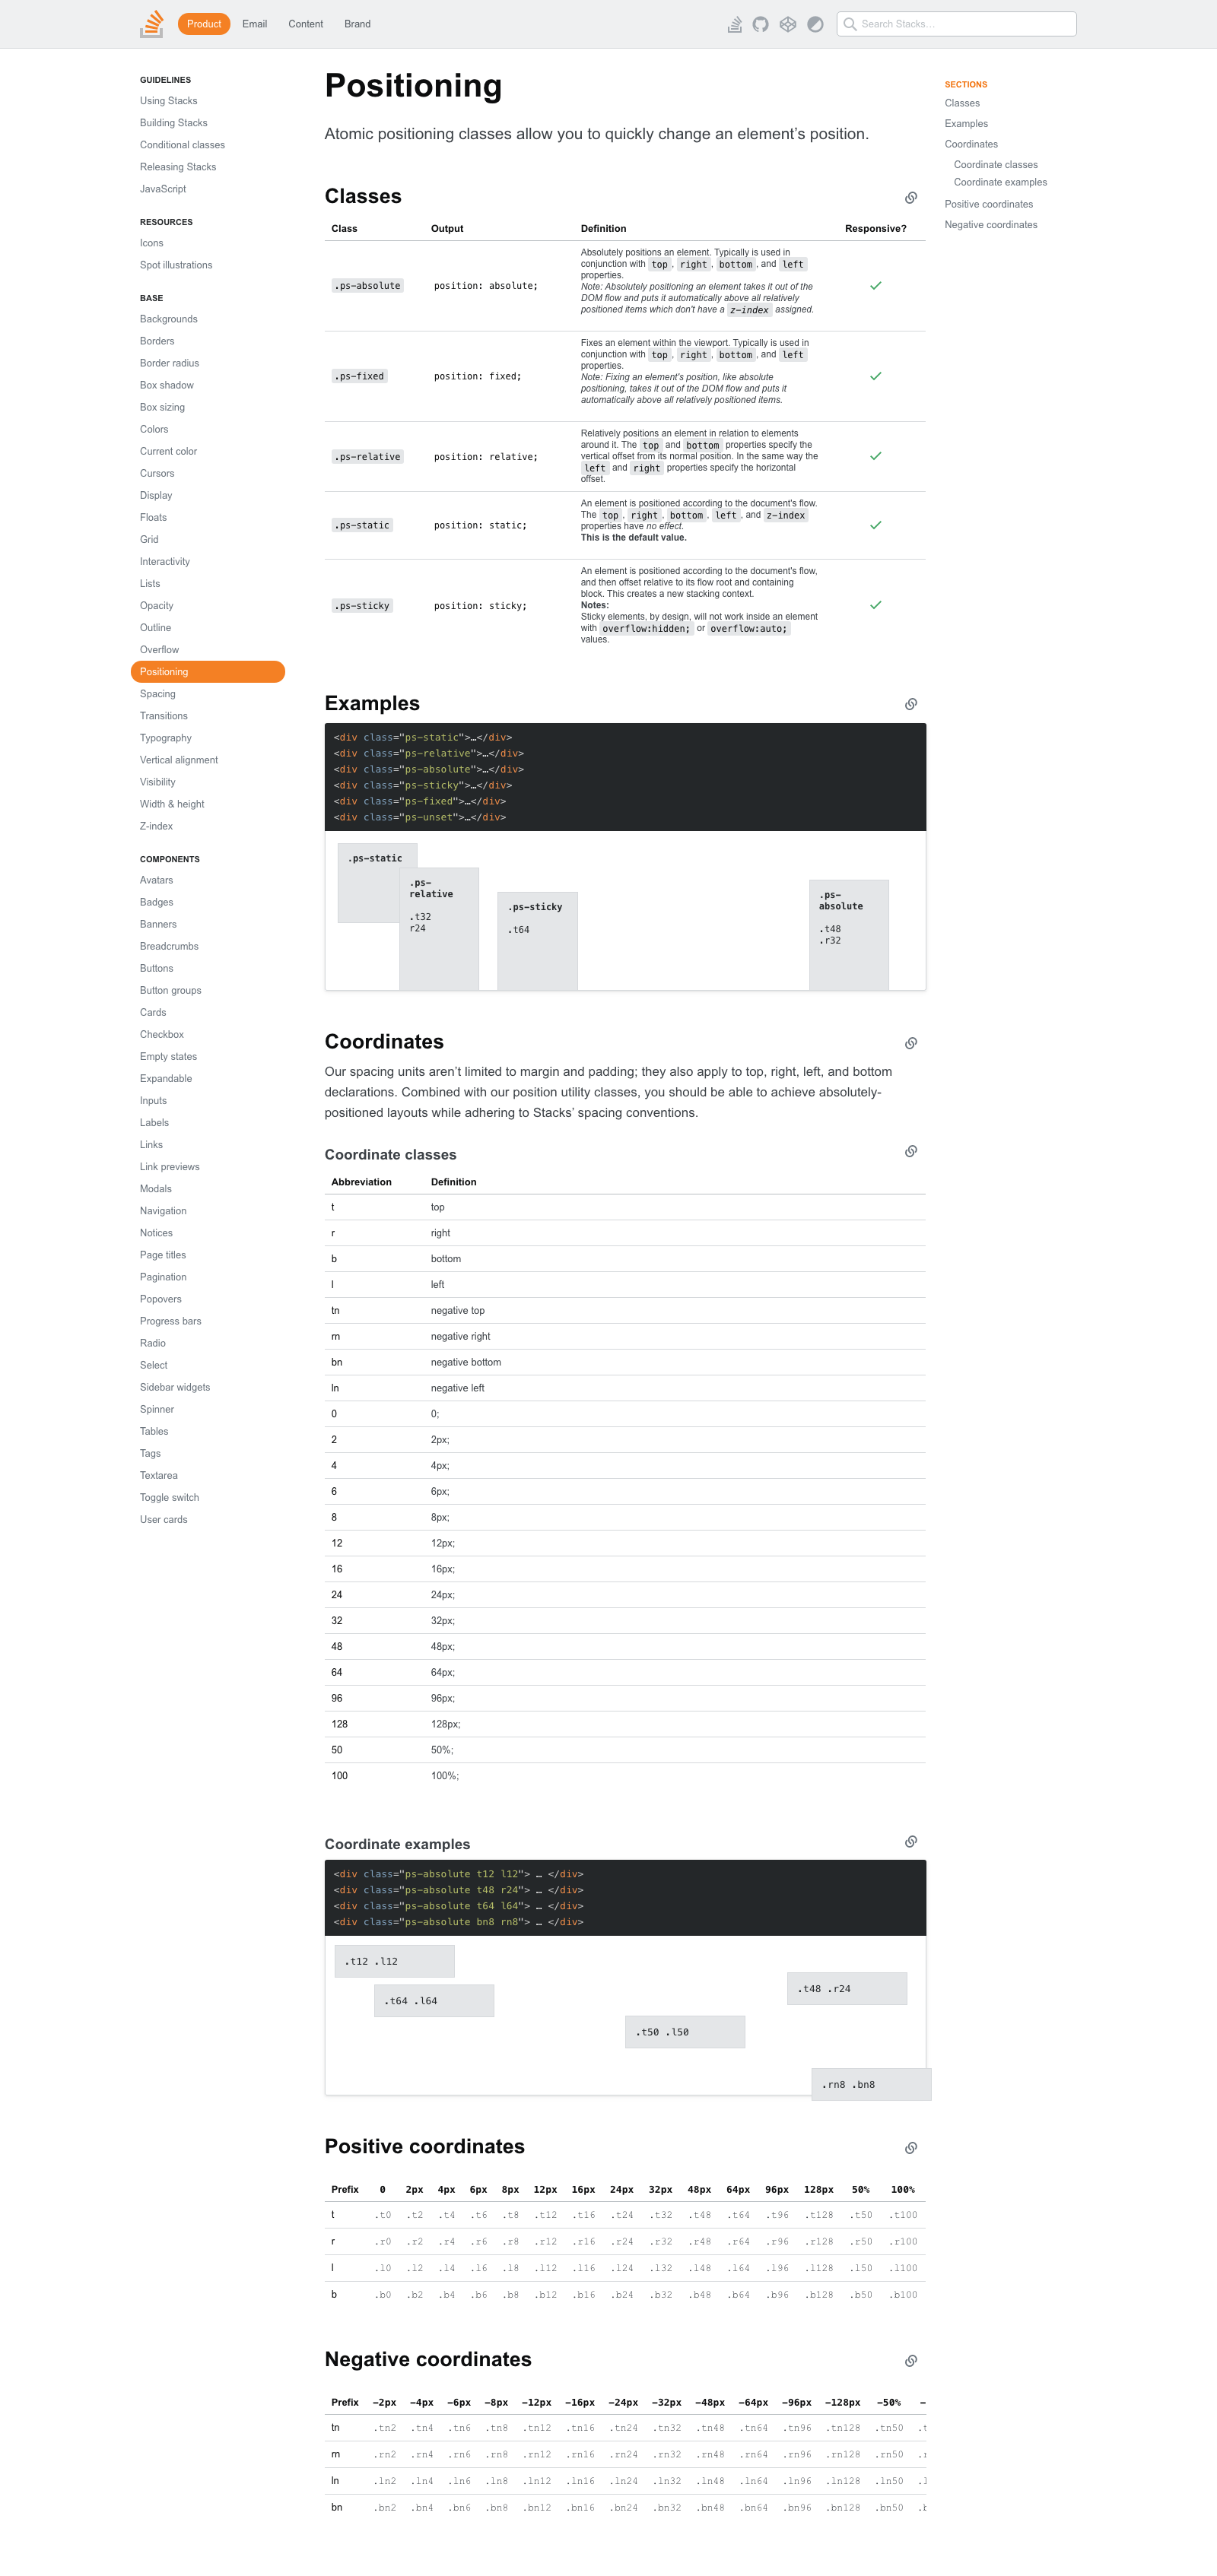 Product Email Content Brand
Search Stacks…
GUIDELINES
Using Stacks
Building Stacks
Conditional classes
Releasing Stacks
JavaScript
RESOURCES
Icons
Spot illustrations
BASE
Backgrounds
Borders
Border radius
Box shadow
Box sizing
Colors
Current color
Cursors
Display
Floats
Grid
Interactivity
Lists
Opacity
Outline
Overflow
Positioning
Spacing
Transitions
Typography
Vertical alignment
Visibility
Width & height
Z-index
COMPONENTS
Avatars
Badges
Banners
Breadcrumbs
Buttons
Button groups
Cards
Checkbox
Empty states
Expandable
Inputs
Labels
Links
Link previews
Modals
Navigation
Notices
Page titles
Pagination
Popovers
Progress bars
Radio
Select
Sidebar widgets
Spinner
Tables
Tags
Textarea
Toggle switch
User cards
Positioning
Atomic positioning classes allow you to quickly change an element’s position.
Classes
Class Output Definition Responsive?
.ps-absolute position: absolute;
Absolutely positions an element. Typically is used in
conjunction with top, right, bottom, and left
properties.
Note: Absolutely positioning an element takes it out of the
DOM flow and puts it automatically above all relatively
positioned items which don't have a z-index assigned.
.ps-fixed position: fixed;
Fixes an element within the viewport. Typically is used in
conjunction with top, right, bottom, and left
properties.
Note: Fixing an element's position, like absolute
positioning, takes it out of the DOM flow and puts it
automatically above all relatively positioned items.
.ps-relative position: relative;
Relatively positions an element in relation to elements
around it. The top and bottom properties specify the
vertical offset from its normal position. In the same way the
left and right properties specify the horizontal
offset.
.ps-static position: static;
An element is positioned according to the document's flow.
The top, right, bottom, left, and z-index
properties have no effect.
This is the default value.
.ps-sticky position: sticky;
An element is positioned according to the document's flow,
and then offset relative to its flow root and containing
block. This creates a new stacking context.
Notes:
Sticky elements, by design, will not work inside an element
with overflow:hidden; or overflow:auto;
values.
Examples
<div class="ps-static">…</div>
<div class="ps-relative">…</div>
<div class="ps-absolute">…</div>
<div class="ps-sticky">…</div>
<div class="ps-fixed">…</div>
<div class="ps-unset">…</div>
.ps-static
.ps-
relative
.t32
r24
.ps-sticky
.t64
.ps-
absolute
.t48
.r32
Coordinates
Our spacing units aren’t limited to margin and padding; they also apply to top, right, left, and bottom
declarations. Combined with our position utility classes, you should be able to achieve absolutely-
positioned layouts while adhering to Stacks’ spacing conventions.
Coordinate classes
Abbreviation Definition
t top
r right
b bottom
l left
tn negative top
rn negative right
bn negative bottom
ln negative left
0 0;
2 2px;
4 4px;
6 6px;
8 8px;
12 12px;
16 16px;
24 24px;
32 32px;
48 48px;
64 64px;
96 96px;
128 128px;
50 50%;
100 100%;
Coordinate examples
<div class="ps-absolute t12 l12"> … </div>
<div class="ps-absolute t48 r24"> … </div>
<div class="ps-absolute t64 l64"> … </div>
<div class="ps-absolute bn8 rn8"> … </div>
.t12 .l12
.t64 .l64
.t48 .r24
.t50 .l50
.rn8 .bn8
Positive coordinates
Prefix 0 2px 4px 6px 8px 12px 16px 24px 32px 48px 64px 96px 128px 50% 100%
t .t0 .t2 .t4 .t6 .t8 .t12 .t16 .t24 .t32 .t48 .t64 .t96 .t128 .t50 .t100
r .r0 .r2 .r4 .r6 .r8 .r12 .r16 .r24 .r32 .r48 .r64 .r96 .r128 .r50 .r100
l .l0 .l2 .l4 .l6 .l8 .l12 .l16 .l24 .l32 .l48 .l64 .l96 .l128 .l50 .l100
b .b0 .b2 .b4 .b6 .b8 .b12 .b16 .b24 .b32 .b48 .b64 .b96 .b128 .b50 .b100
Negative coordinates
Prefix -2px -4px -6px -8px -12px -16px -24px -32px -48px -64px -96px -128px -50% -
tn .tn2 .tn4 .tn6 .tn8 .tn12 .tn16 .tn24 .tn32 .tn48 .tn64 .tn96 .tn128 .tn50
rn .rn2 .rn4 .rn6 .rn8 .rn12 .rn16 .rn24 .rn32 .rn48 .rn64 .rn96 .rn128 .rn50
ln .ln2 .ln4 .ln6 .ln8 .ln12 .ln16 .ln24 .ln32 .ln48 .ln64 .ln96 .ln128 .ln50
bn .bn2 .bn4 .bn6 .bn8 .bn12 .bn16 .bn24 .bn32 .bn48 .bn64 .bn96 .bn128 .bn50
SECTIONS
Classes
Examples
Coordinates
Coordinate classes
Coordinate examples
Positive coordinates
Negative coordinates